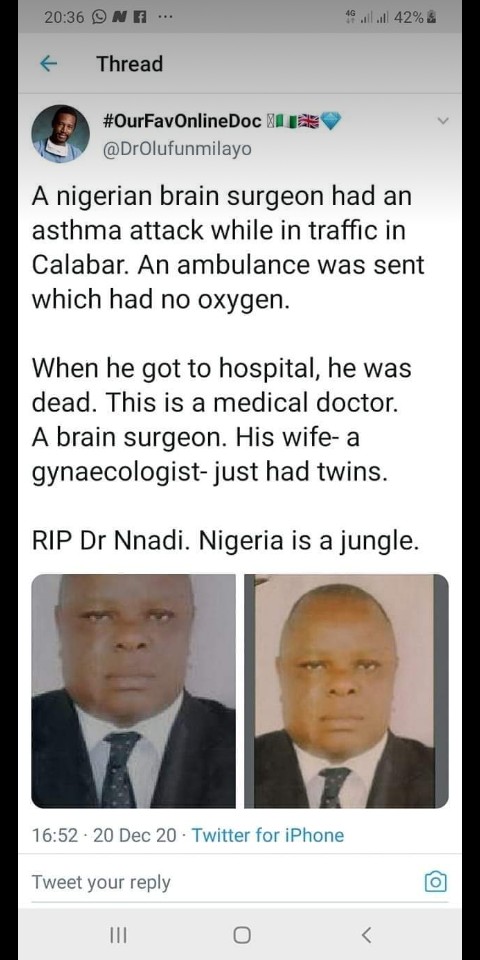 20:36 4G 42%
Thread
#OurFavOnlineDoc
@DrOlufunmilayo
A nigerian brain surgeon had an
asthma attack while in traffic in
Calabar. An ambulance was sent
which had no oxygen.
When he got to hospital, he was
dead. This is a medical doctor.
A brain surgeon. His wife- a
gynaecologist- just had twins.
RIP Dr Nnadi. Nigeria is a jungle.
16:52 · 20 Dec 20 · Twitter for iPhone
Tweet your reply